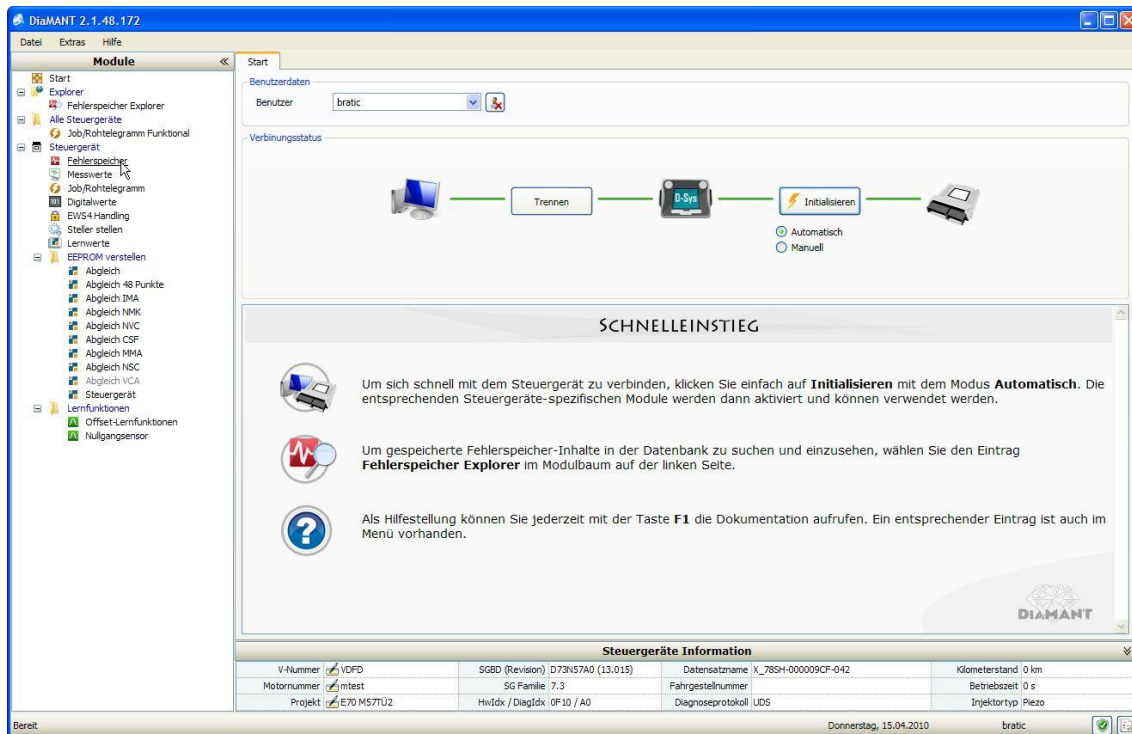 DiaMANT 2.1.48.172
Datei Extras Hilfe
Module
Start
Explorer
Fehlerspeicher Explorer
Alle Steuergeräte
Job/Rohtelegramm Funktional
Steuergerät
Fehlerspeicher
Messwerte
Job/Rohtelegramm
Digitalwerte
EWS4 Handling
Steller stellen
Lernwerte
EEPROM verstellen
Abgleich
Abgleich 48 Punkte
Abgleich IMA
Abgleich NMK
Abgleich NVC
Abgleich CSF
Abgleich MMA
Abgleich NSC
Abgleich VCA
Steuergerät
Lernfunktionen
Offset-Lernfunktionen
Nullgangsensor
Start
Benutzerdaten
Benutzer bratic
Verbinungsstatus
Trennen
D-Sys
Initialisieren
Automatisch
Manuell
SCHNELLEINSTIEG
Um sich schnell mit dem Steuergerät zu verbinden, klicken Sie einfach auf Initialisieren mit dem Modus Automatisch. Die
entsprechenden Steuergeräte-spezifischen Module werden dann aktiviert und können verwendet werden.
Um gespeicherte Fehlerspeicher-Inhalte in der Datenbank zu suchen und einzusehen, wählen Sie den Eintrag
Fehlerspeicher Explorer im Modulbaum auf der linken Seite.
Als Hilfestellung können Sie jederzeit mit der Taste F1 die Dokumentation aufrufen. Ein entsprechender Eintrag ist auch im
Menü vorhanden.
DIAMANT
Steuergeräte Information
V-Nummer VDFD SGBD (Revision) D73N57A0 (13.015) Datensatzname X_78SH-000009CF-042 Kilometerstand 0 km
Motornummer mtest SG Familie 7.3 Fahrgestellnummer Betriebszeit 0 s
Projekt E70 M57TÜ2 HwIdx / DiagIdx 0F10 / A0 Diagnoseprotokoll UDS Injektortyp Piezo
Bereit Donnerstag, 15.04.2010 bratic